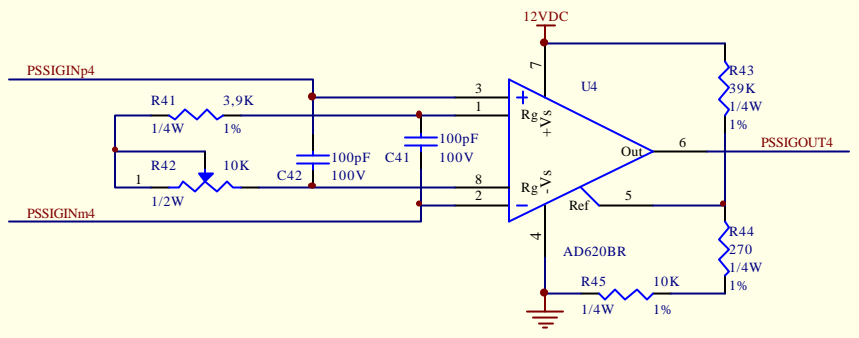 12VDC
PSSIGINp4
R41
3,9K
1/4W
1%
R42
10K
1
1/2W
PSSIGINm4
C42
100pF
100V
C41
100pF
100V
3
1
8
2
7
4
U4
+
Rg
+Vs
Out
6
PSSIGOUT4
Rg
-Vs
−
Ref
5
AD620BR
R43
39K
1/4W
1%
R44
270
1/4W
1%
R45
10K
1/4W
1%